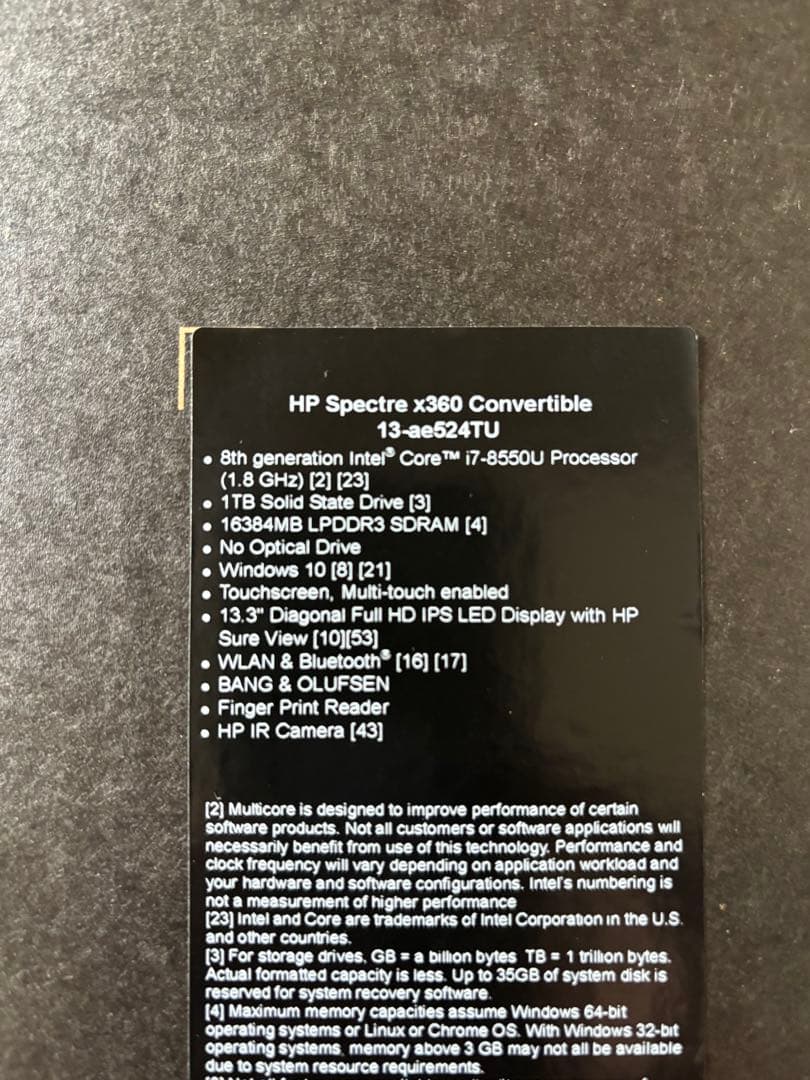 HP Spectre x360 Convertible
13-ae524TU
• 8th generation Intel® Core™ i7-8550U Processor
(1.8 GHz) [2] [23]
• 1TB Solid State Drive [3]
• 16384MB LPDDR3 SDRAM [4]
• No Optical Drive
• Windows 10 [8] [21]
• Touchscreen, Multi-touch enabled
• 13.3" Diagonal Full HD IPS LED Display with HP
Sure View [10][53]
• WLAN & Bluetooth® [16] [17]
• BANG & OLUFSEN
• Finger Print Reader
• HP IR Camera [43]
[2] Multicore is designed to improve performance of certain
software products. Not all customers or software applications will
necessarily benefit from use of this technology. Performance and
clock frequency will vary depending on application workload and
your hardware and software configurations. Intel's numbering is
not a measurement of higher performance
[23] Intel and Core are trademarks of Intel Corporation in the U.S.
and other countries.
[3] For storage drives, GB = a billion bytes TB = 1 trillion bytes.
Actual formatted capacity is less. Up to 35GB of system disk is
reserved for system recovery software.
[4] Maximum memory capacities assume Windows 64-bit
operating systems or Linux or Chrome OS. With Windows 32-bit
operating systems, memory above 3 GB may not all be available
due to system resource requirements.